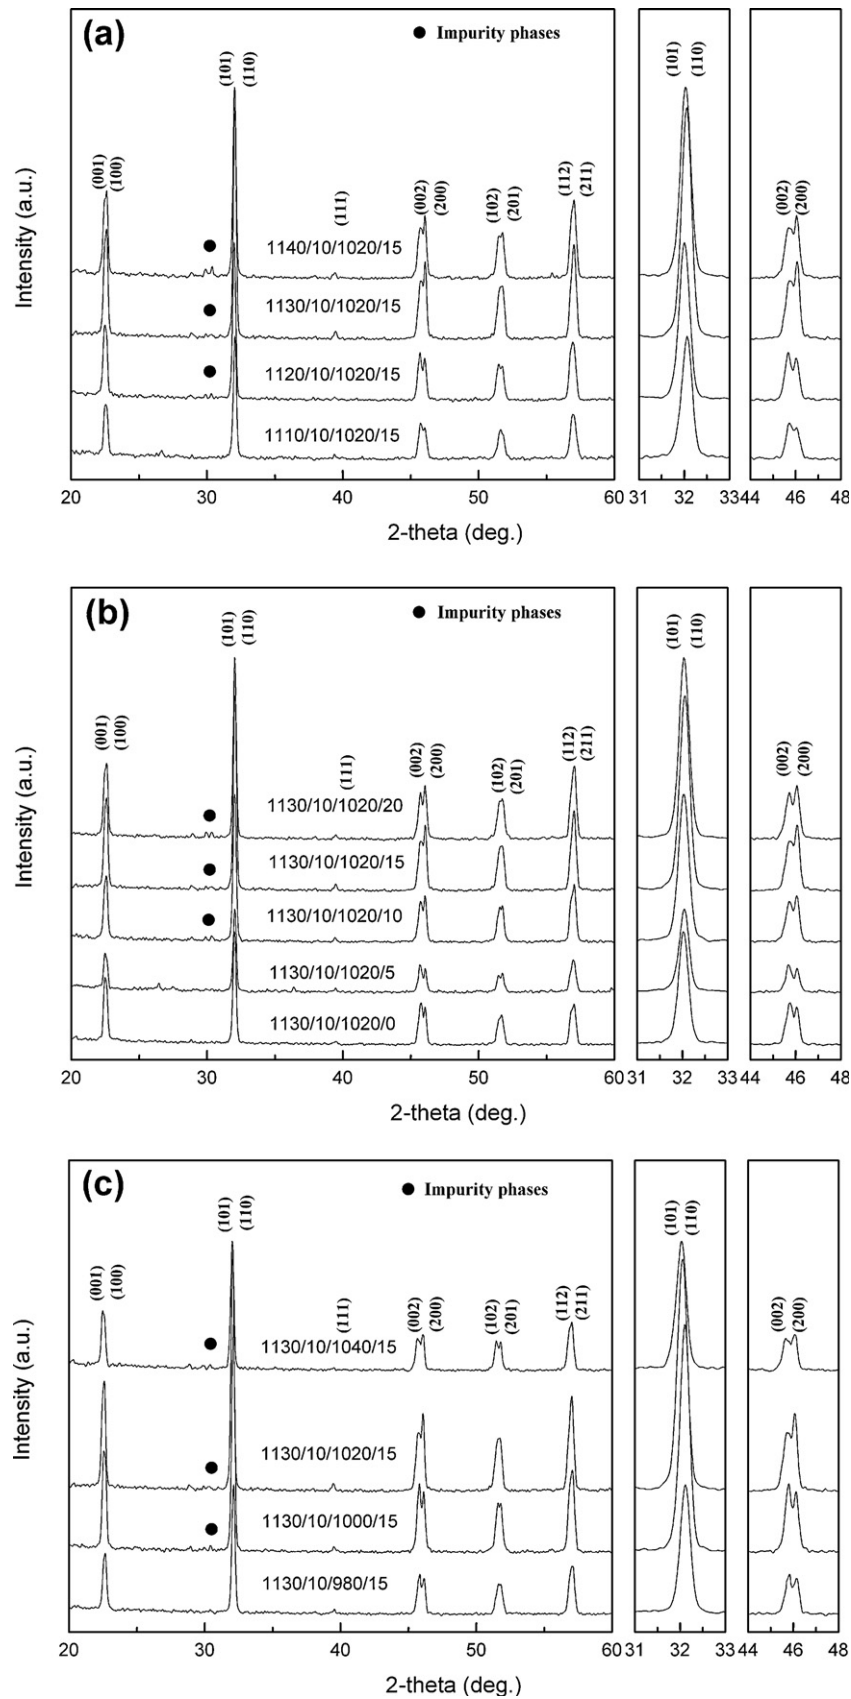 (a)
● Impurity phases
(101) (110)
(001) (100)
(111)
(002) (200)
(102) (201)
(112) (211)
1140/10/1020/15
1130/10/1020/15
1120/10/1020/15
1110/10/1020/15
Intensity (a.u.)
20 30 40 50 60
2-theta (deg.)
(101) (110)
31 32 33
(002) (200)
44 46 48
(b)
● Impurity phases
(101) (110)
(001) (100)
(111)
(002) (200)
(102) (201)
(112) (211)
1130/10/1020/20
1130/10/1020/15
1130/10/1020/10
1130/10/1020/5
1130/10/1020/0
Intensity (a.u.)
20 30 40 50 60
2-theta (deg.)
(101) (110)
31 32 33
(002) (200)
44 46 48
(c)
● Impurity phases
(101) (110)
(001) (100)
(111)
(002) (200)
(102) (201)
(112) (211)
1130/10/1040/15
1130/10/1020/15
1130/10/1000/15
1130/10/980/15
Intensity (a.u.)
20 30 40 50 60
2-theta (deg.)
(101) (110)
31 32 33
(002) (200)
44 46 48